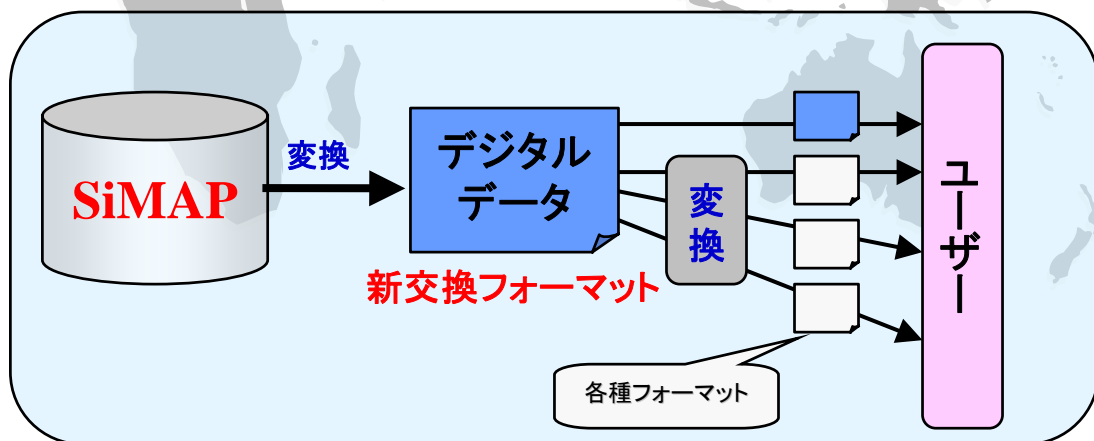 SiMAP
変換
デジタル
データ
新交換フォーマット
変
換
各種フォーマット
ユーザー